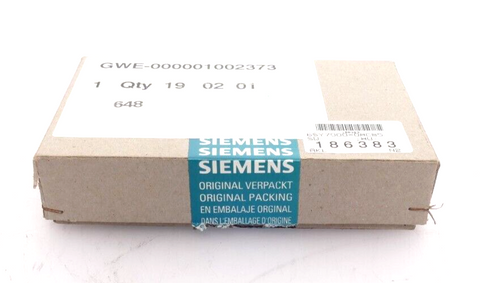 GWE-000001002373
1 Qty 19 02 01
648
SIEMENS
SIEMENS
SIEMENS
ORIGINAL VERPACKT
ORIGINAL PACKING
EN EMBALAJE ORGINAL
DANS L'EMBALLAGE D'ORIGINE
186383